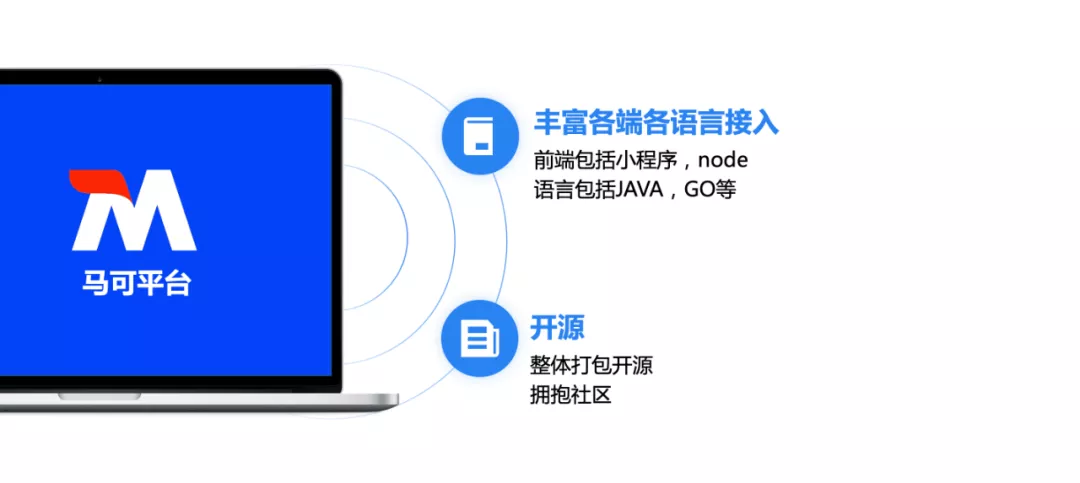 M
马可平台
丰富各端各语言接入
前端包括小程序，node
语言包括JAVA，GO等
开源
整体打包开源
拥抱社区